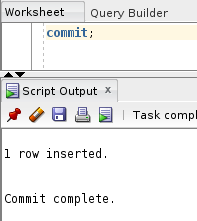 Worksheet Query Builder
commit;
Script Output x
Task compl
1 row inserted.
Commit complete.